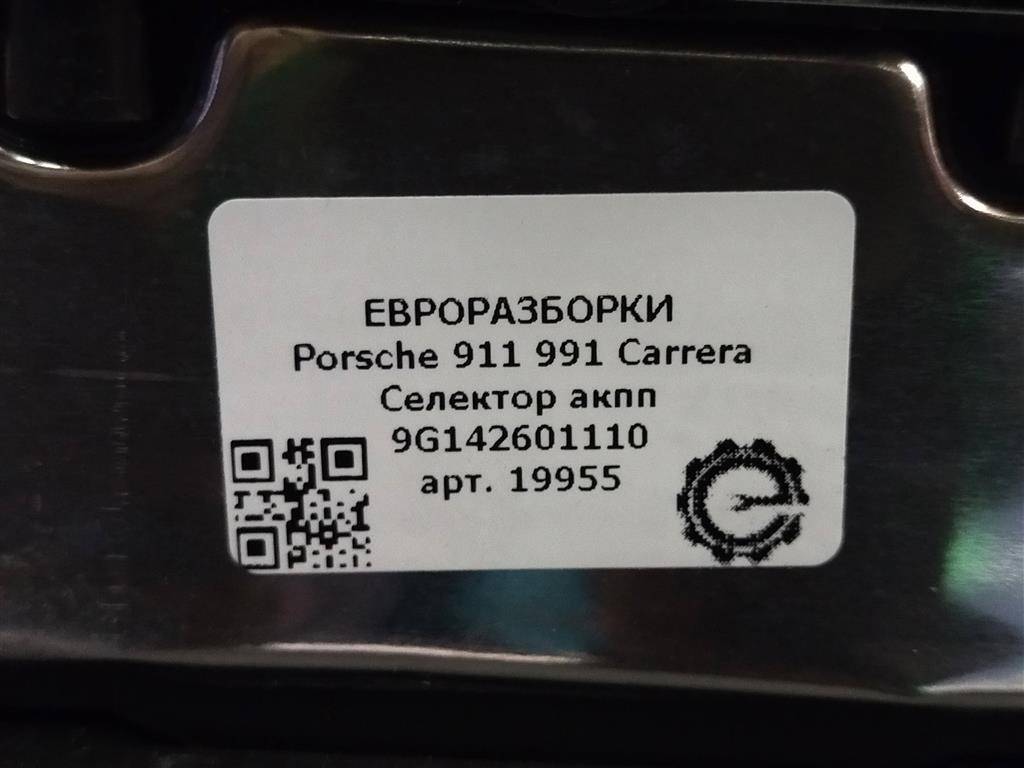 ЕВРОРАЗБОРКИ
Porsche 911 991 Carrera
Селектор акпп
9G142601110
арт. 19955